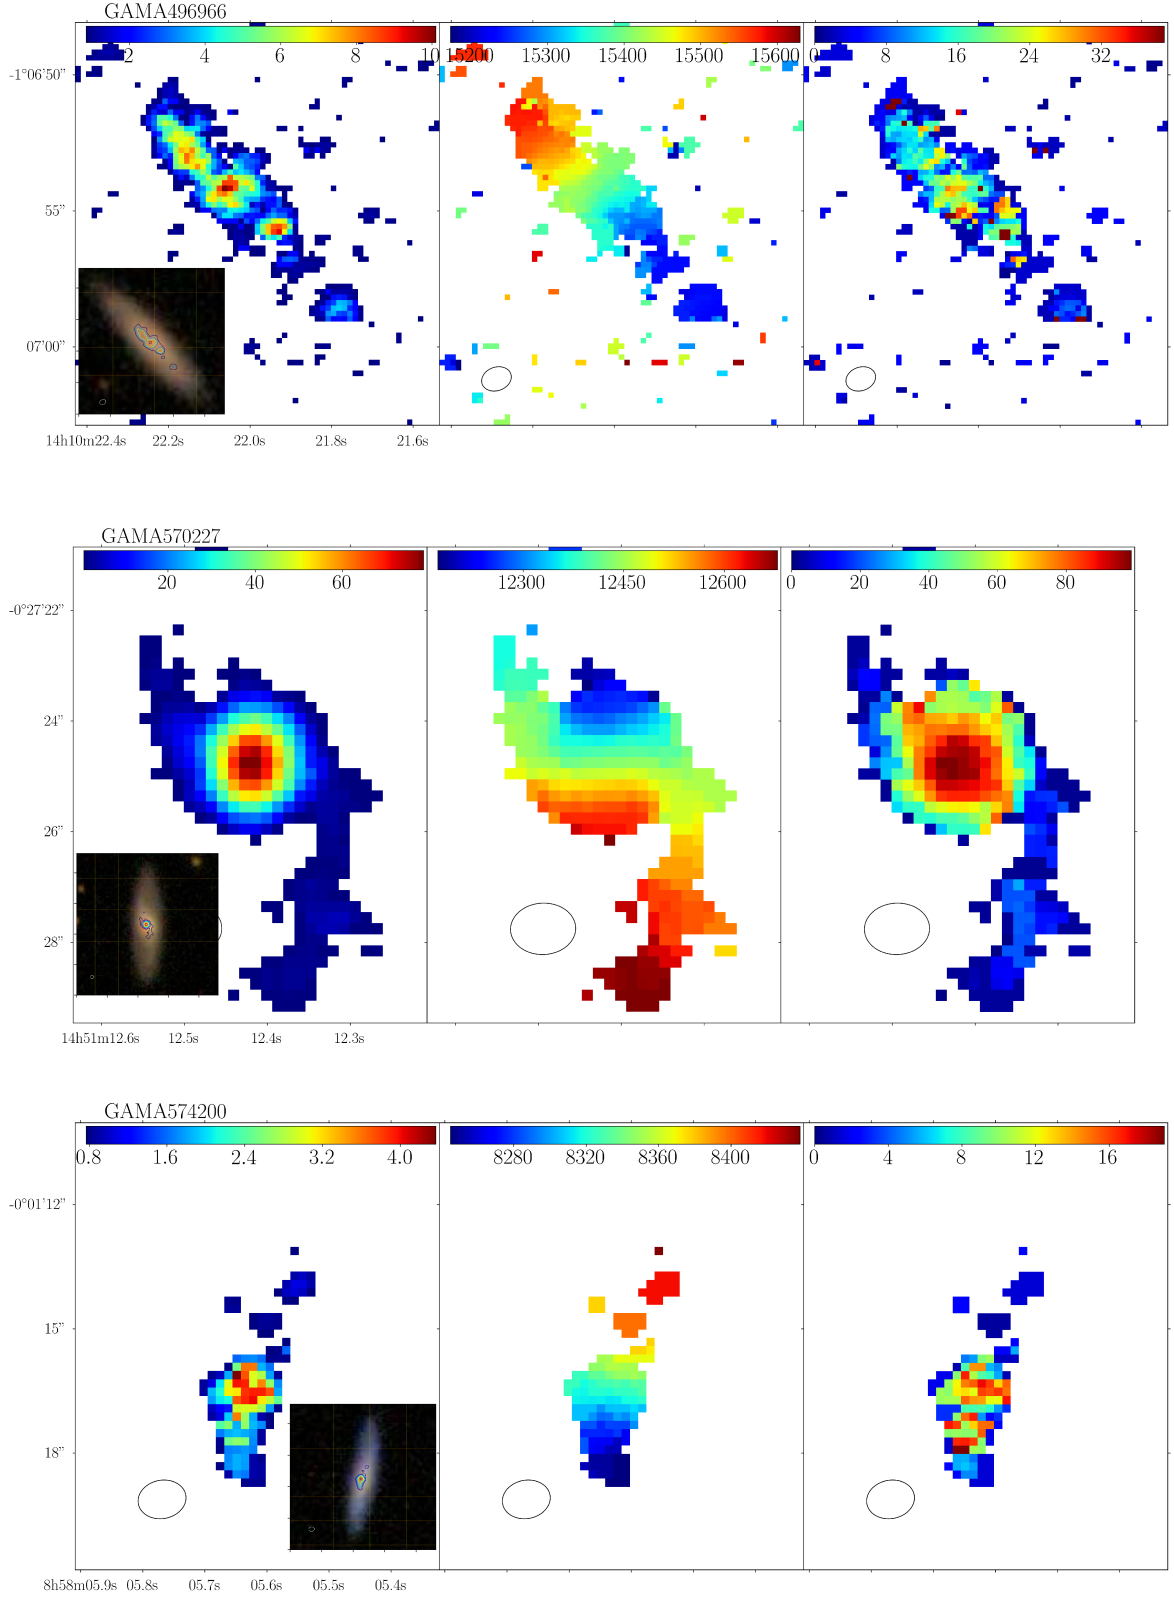 GAMA496966
2 4 6 8 10 15200 15300 15400 15500 15600 0 8 16 24 32
-1°06'50"
55"
07'00"
14h10m22.4s 22.2s 22.0s 21.8s 21.6s
GAMA570227
20 40 60 12300 12450 12600 0 20 40 60 80
-0°27'22"
24"
26"
28"
14h51m12.6s 12.5s 12.4s 12.3s
GAMA574200
0.8 1.6 2.4 3.2 4.0 8280 8320 8360 8400 0 4 8 12 16
-0°01'12"
15"
18"
8h58m05.9s 05.8s 05.7s 05.6s 05.5s 05.4s